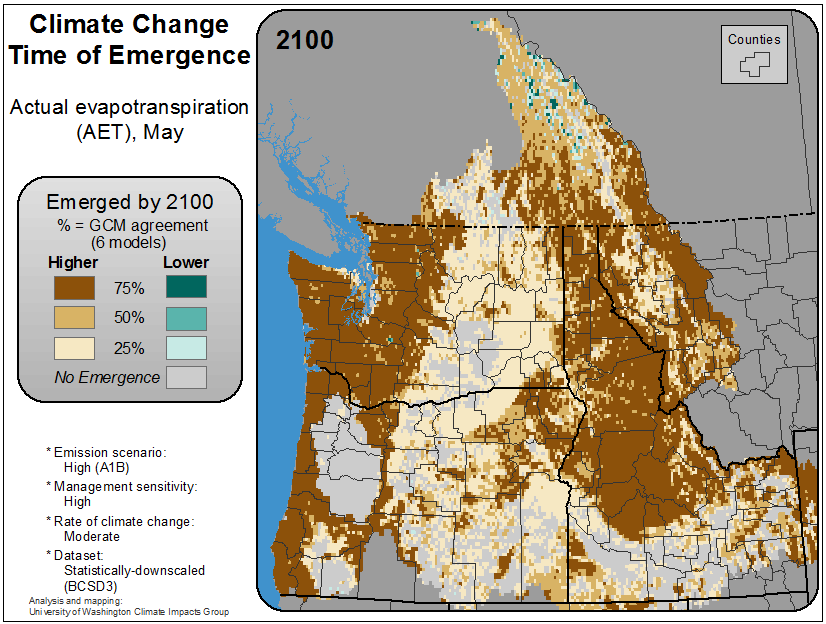 Climate Change
Time of Emergence
Actual evapotranspiration
(AET), May
Emerged by 2100
% = GCM agreement
(6 models)
Higher Lower
75%
50%
25%
No Emergence
* Emission scenario:
High (A1B)
* Management sensitivity:
High
* Rate of climate change:
Moderate
* Dataset:
Statistically-downscaled
(BCSD3)
Analysis and mapping:
University of Washington Climate Impacts Group
2100
Counties